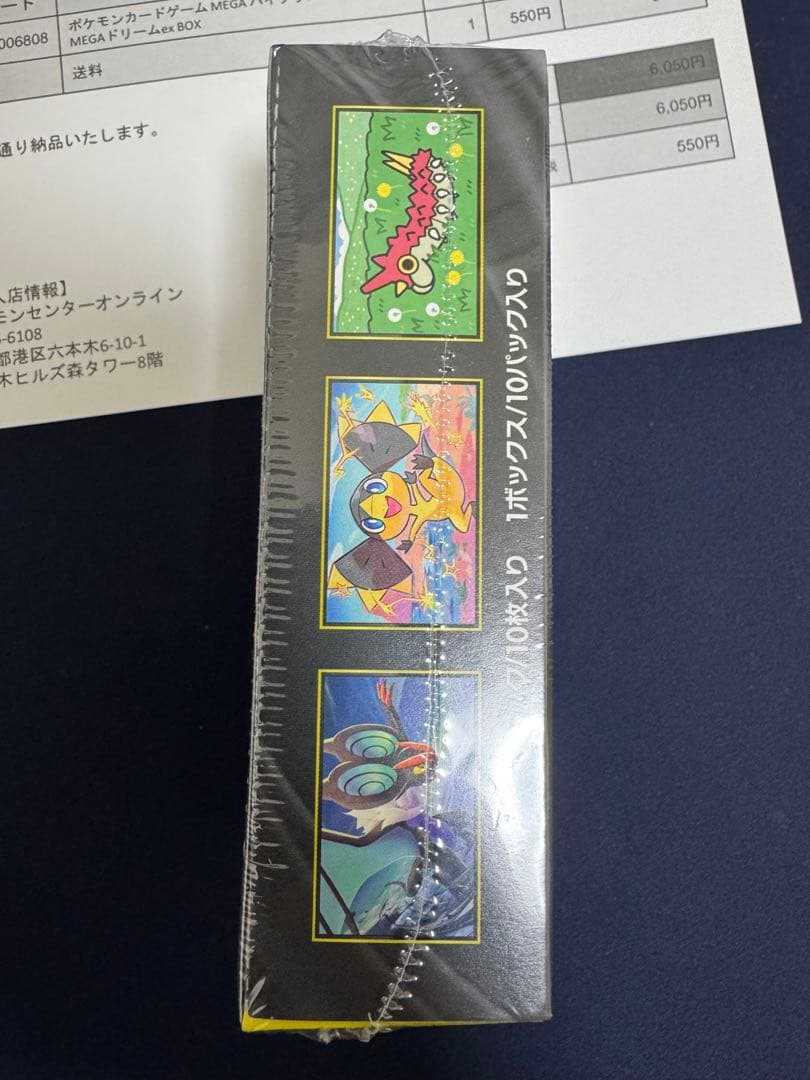 ート
006808
ポケモンカードゲーム MEGA ハイクラ
MEGAドリームex BOX
1
550円
送料
6,050円
6,050円
税
550円
通り納品いたします。
入店情報】
モンセンターオンライン
6-6108
都港区六本木6-10-1
木ヒルズ森タワー8階
ク/10枚入り 1ボックス/10パック入り